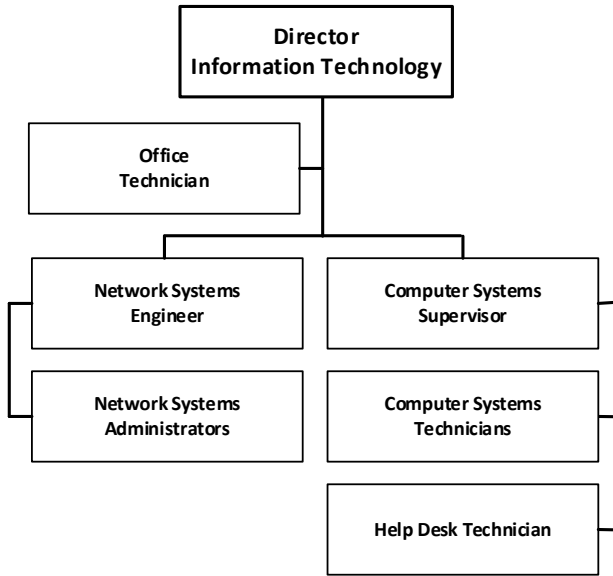 Director
Information Technology
Office
Technician
Network Systems
Engineer
Computer Systems
Supervisor
Network Systems
Administrators
Computer Systems
Technicians
Help Desk Technician